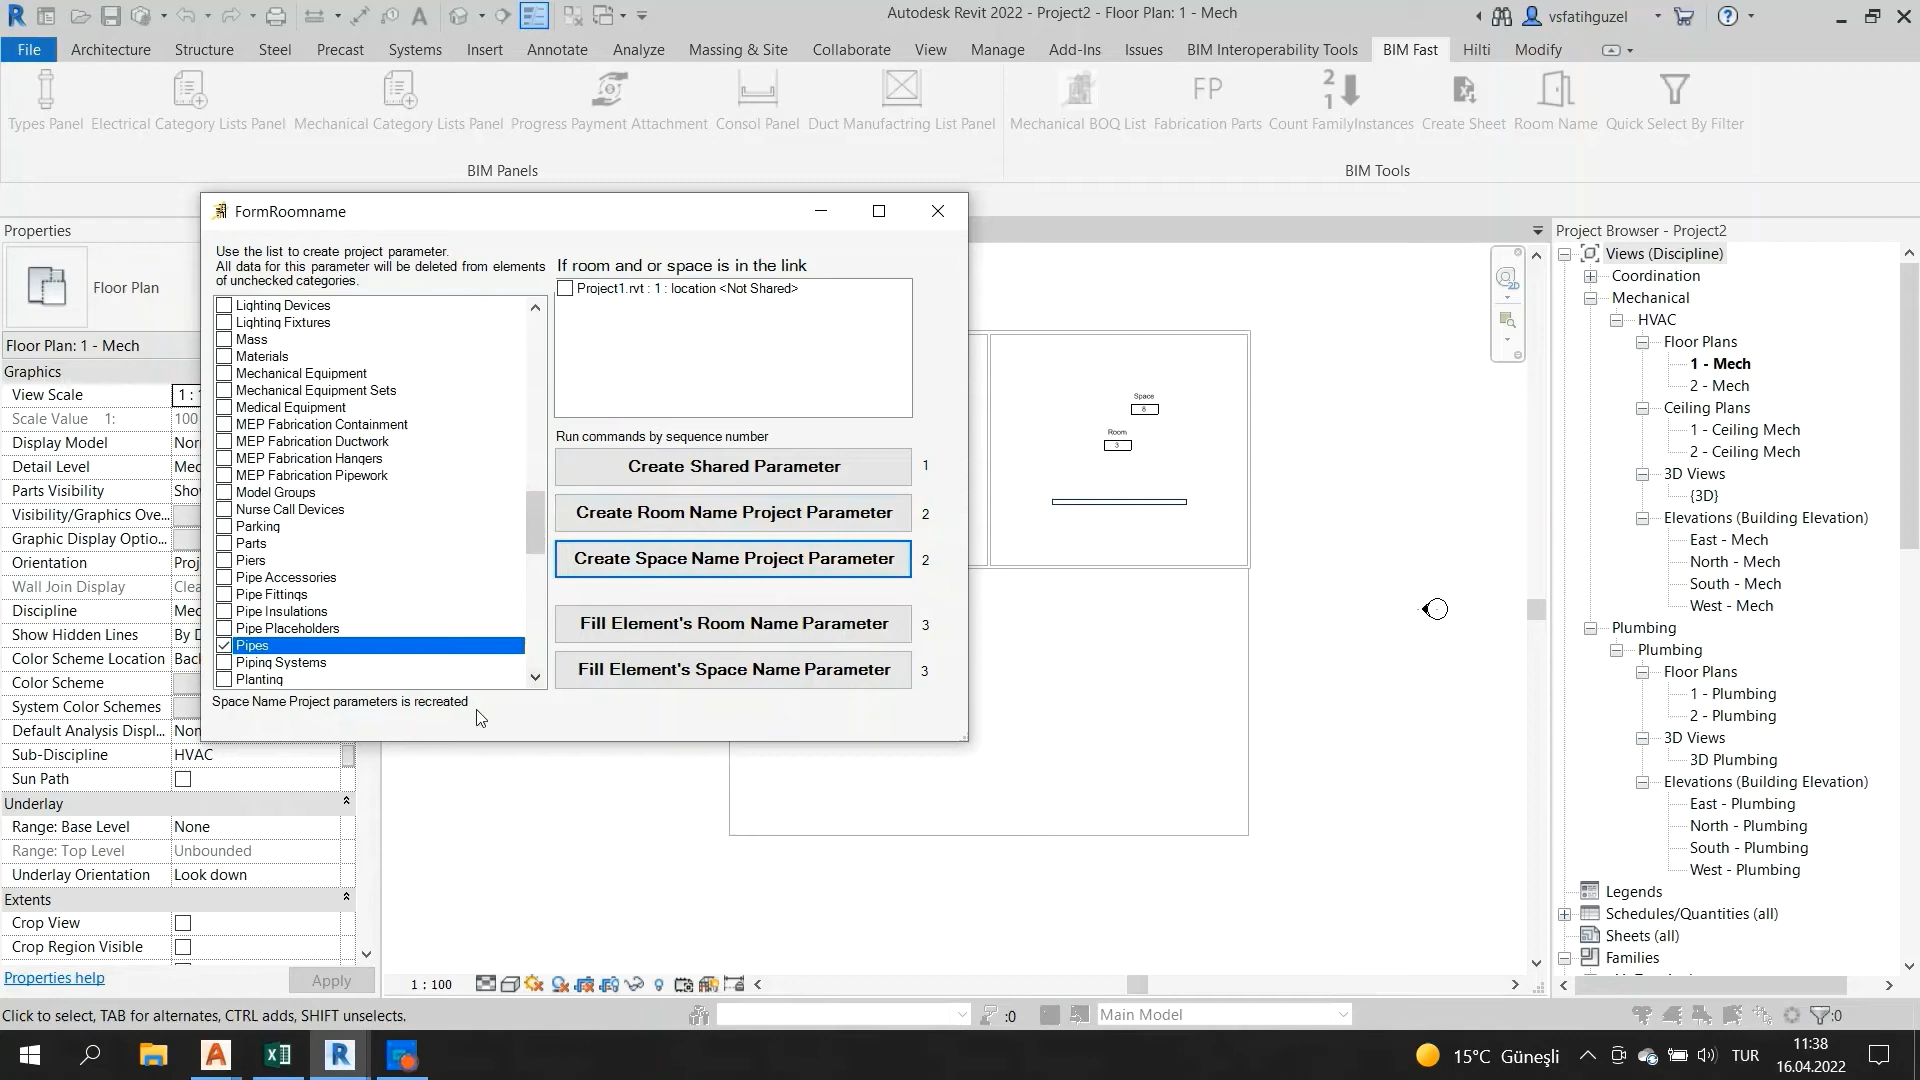 Autodesk Revit 2022 - Project2 - Floor Plan: 1 - Mech
vsfatihguzel
File Architecture Structure Steel Precast Systems Insert Annotate Analyze Massing & Site Collaborate View Manage Add-Ins Issues BIM Interoperability Tools BIM Fast Hilti Modify
Types Panel Electrical Category Lists Panel Mechanical Category Lists Panel Progress Payment Attachment Consol Panel Duct Manufactring List Panel Mechanical BOQ List Fabrication Parts Count FamilyInstances Create Sheet Room Name Quick Select By Filter
BIM Panels
BIM Tools
FormRoomname
Use the list to create project parameter.
All data for this parameter will be deleted from elements
of unchecked categories.
Lighting Devices
Lighting Fixtures
Mass
Materials
Mechanical Equipment
Mechanical Equipment Sets
Medical Equipment
MEP Fabrication Containment
MEP Fabrication Ductwork
MEP Fabrication Hangers
MEP Fabrication Pipework
Model Groups
Nurse Call Devices
Parking
Parts
Piers
Pipe Accessories
Pipe Fittings
Pipe Insulations
Pipe Placeholders
Pipes
Piping Systems
Planting
Space Name Project parameters is recreated
If room and or space is in the link
Project1.rvt : 1 : location <Not Shared>
Run commands by sequence number
Create Shared Parameter 1
Create Room Name Project Parameter 2
Create Space Name Project Parameter 2
Fill Element's Room Name Parameter 3
Fill Element's Space Name Parameter 3
Properties
Floor Plan
Floor Plan: 1 - Mech
Graphics
View Scale 1 :
Scale Value 1: 100
Display Model Nor
Detail Level Med
Parts Visibility Sho
Visibility/Graphics Ove...
Graphic Display Optio...
Orientation Proj
Wall Join Display Clea
Discipline Mec
Show Hidden Lines By D
Color Scheme Location Bac
Color Scheme
System Color Schemes
Default Analysis Displ... Non
Sub-Discipline HVAC
Sun Path
Underlay
Range: Base Level None
Range: Top Level Unbounded
Underlay Orientation Look down
Extents
Crop View
Crop Region Visible
Properties help Apply
Space
8
Room
3
2D
Project Browser - Project2
Views (Discipline)
Coordination
Mechanical
HVAC
Floor Plans
1 - Mech
2 - Mech
Ceiling Plans
1 - Ceiling Mech
2 - Ceiling Mech
3D Views
{3D}
Elevations (Building Elevation)
East - Mech
North - Mech
South - Mech
West - Mech
Plumbing
Plumbing
Floor Plans
1 - Plumbing
2 - Plumbing
3D Views
3D Plumbing
Elevations (Building Elevation)
East - Plumbing
North - Plumbing
South - Plumbing
West - Plumbing
Legends
Schedules/Quantities (all)
Sheets (all)
Families
1 : 100
Click to select, TAB for alternates, CTRL adds, SHIFT unselects.
:0
Main Model
:0
15°C Güneşli
TUR
11:38
16.04.2022